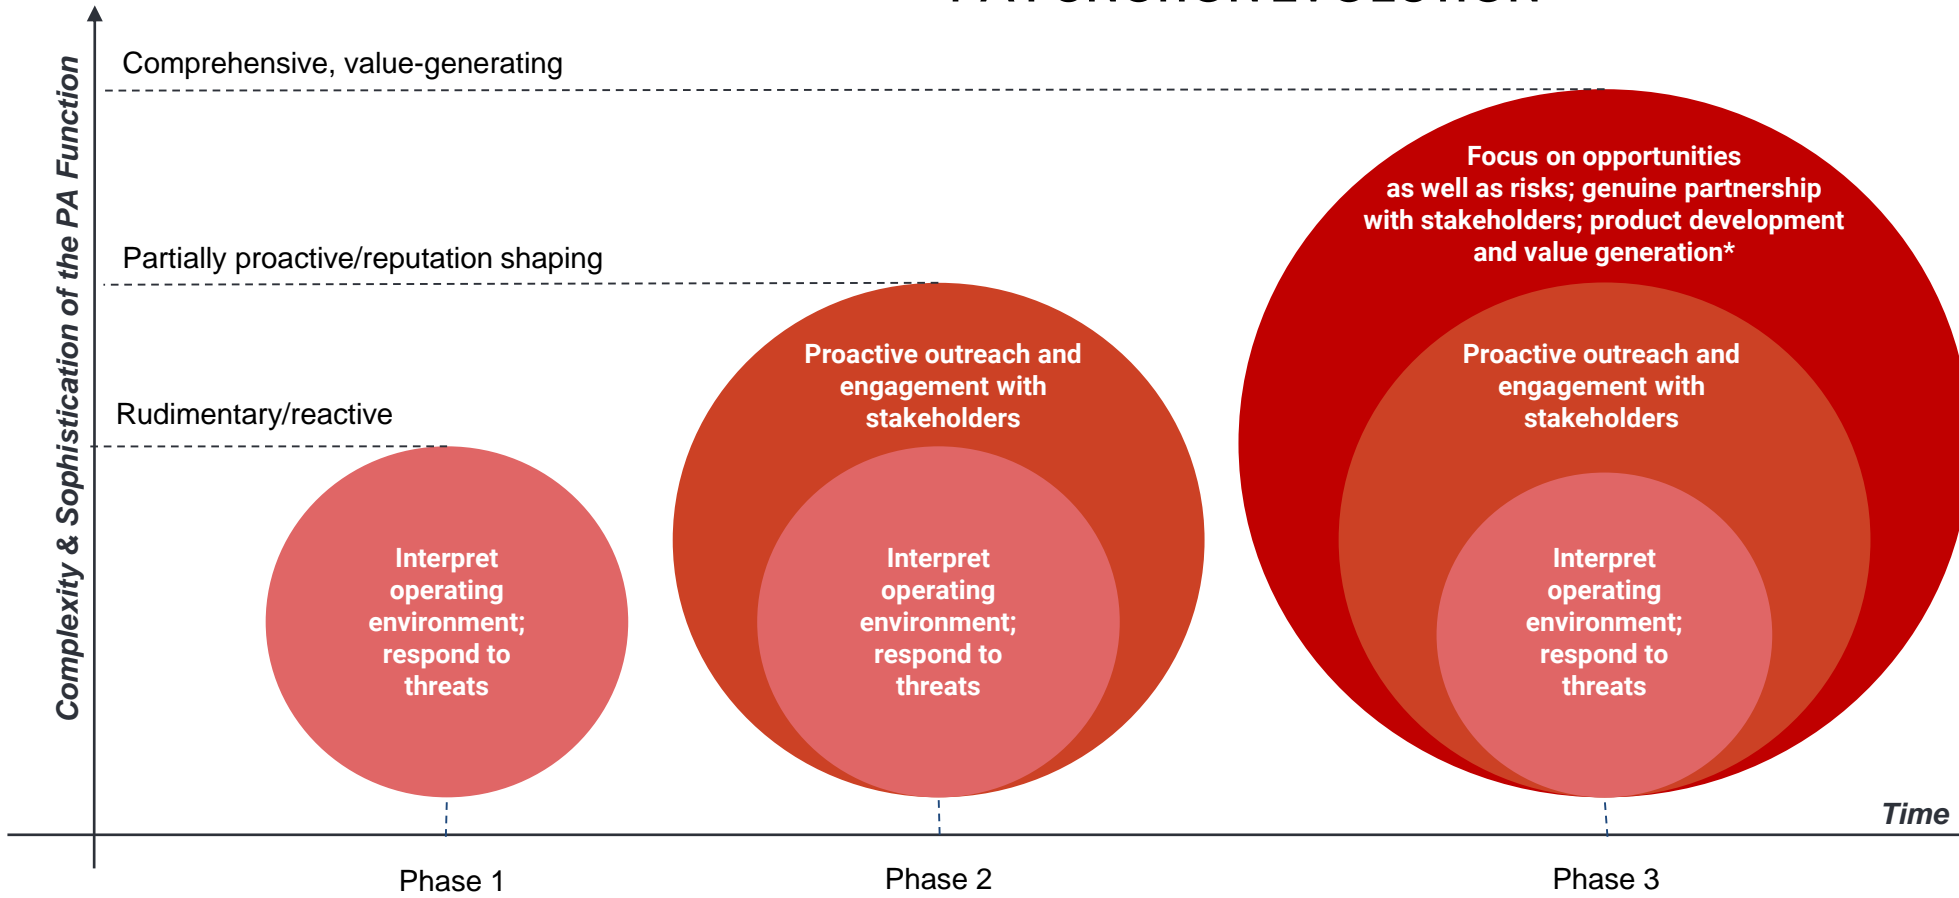 Comprehensive, value-generating
Partially proactive/reputation shaping
Rudimentary/reactive
Complexity & Sophistication of the PA Function
Interpret
operating
environment;
respond to
threats
Proactive outreach and
engagement with
stakeholders
Interpret
operating
environment;
respond to
threats
Focus on opportunities
as well as risks; genuine partnership
with stakeholders; product development
and value generation*
Proactive outreach and
engagement with
stakeholders
Interpret
operating
environment;
respond to
threats
Time
Phase 1
Phase 2
Phase 3